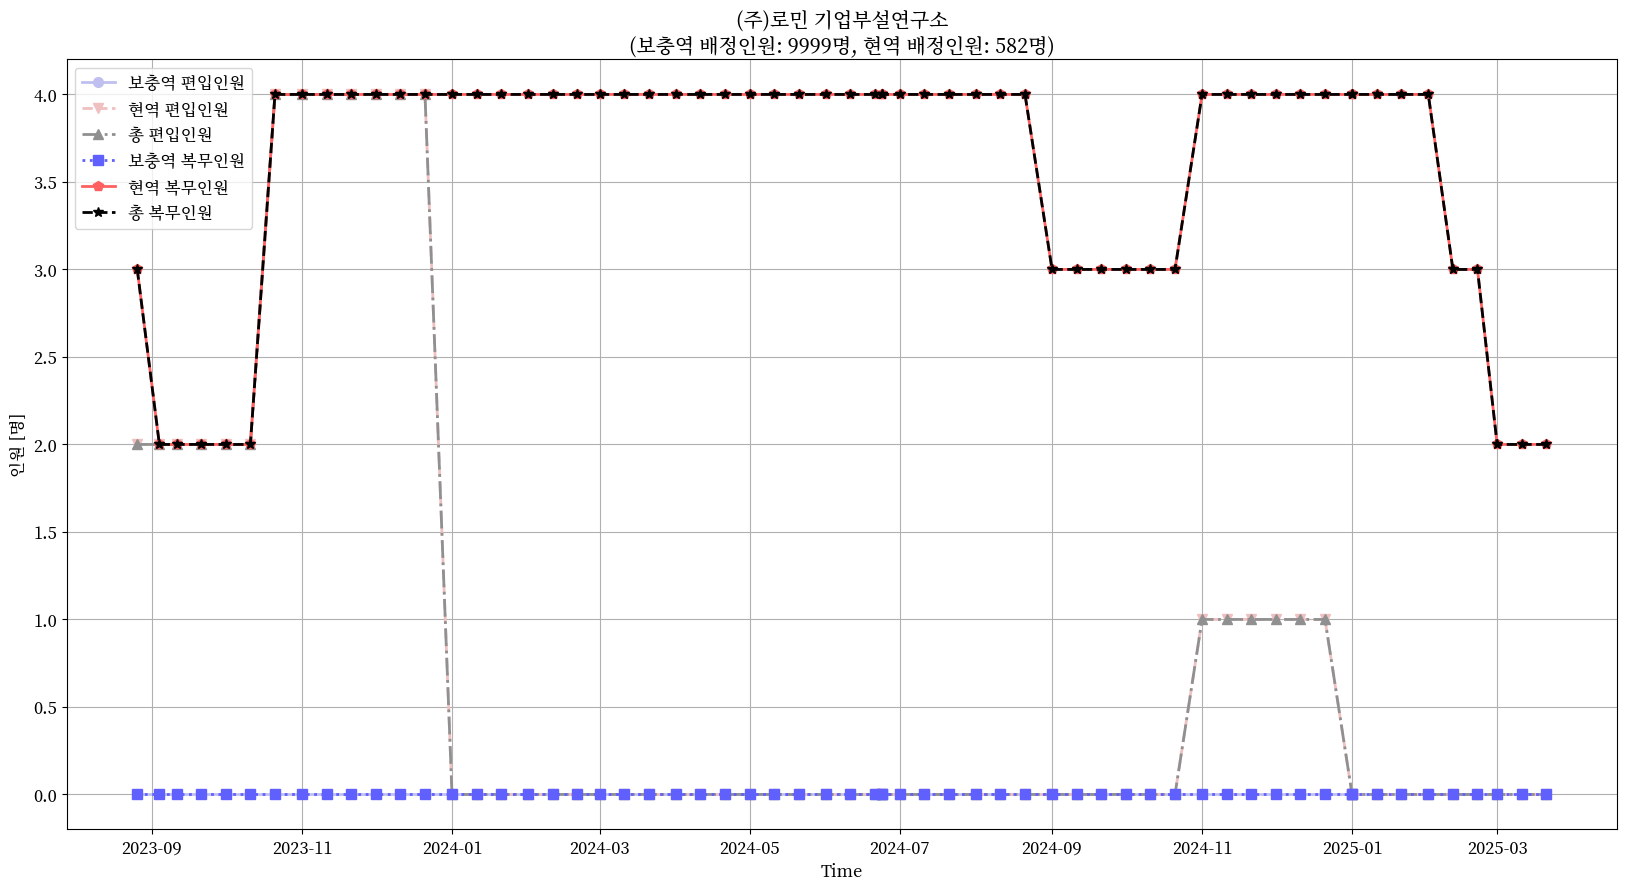 (주)로민 기업부설연구소
(보충역 배정인원: 9999명, 현역 배정인원: 582명)
보충역 편입인원
현역 편입인원
총 편입인원
보충역 복무인원
현역 복무인원
총 복무인원
4.0
3.5
3.0
2.5
2.0
1.5
1.0
0.5
0.0
인원 [명]
2023-09
2023-11
2024-01
2024-03
2024-05
2024-07
2024-09
2024-11
2025-01
2025-03
Time